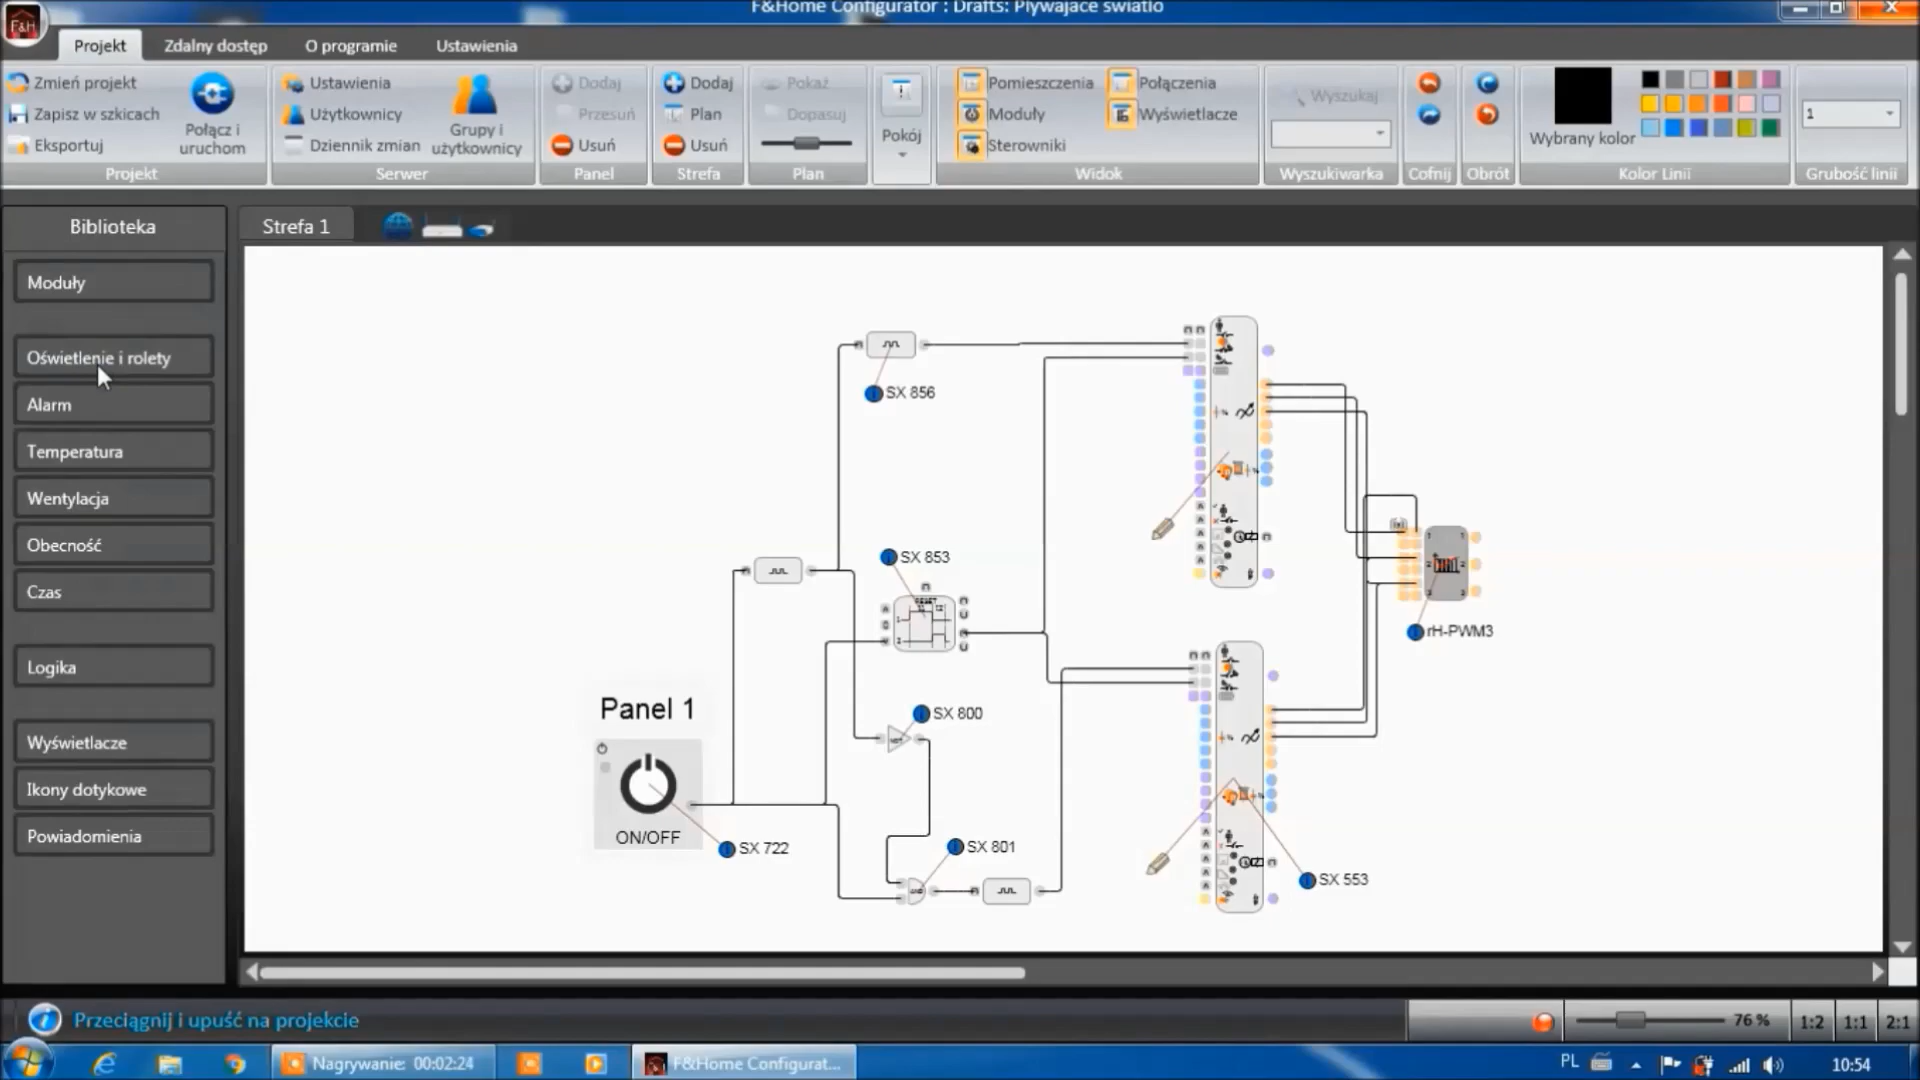 F&Home Configurator : Drafts: Pływajace swiatło
F&H
Projekt
Zdalny dostęp
O programie
Ustawienia
Zmień projekt
Zapisz w szkicach
Eksportuj
Połącz i
uruchom
Projekt
Ustawienia
Użytkownicy
Dziennik zmian
Grupy i
użytkownicy
Serwer
Dodaj
Przesuń
Usuń
Panel
Dodaj
Plan
Usuń
Strefa
Pokaż
Dopasuj
Plan
Pokój
Pomieszczenia
Moduły
Sterowniki
Połączenia
Wyświetlacze
Widok
Wyszukaj
Wyszukiwarka
Cofnij
Obrót
Wybrany kolor
Kolor Linii
1
Grubość linii
Biblioteka
Moduły
Oświetlenie i rolety
Alarm
Temperatura
Wentylacja
Obecność
Czas
Logika
Wyświetlacze
Ikony dotykowe
Powiadomienia
Strefa 1
SX 856
SX 853
SX 800
SX 801
Panel 1
ON/OFF
SX 722
rH-PWM3
SX 553
Przeciągnij i upuść na projekcie
76 %
1:2
1:1
2:1
Nagrywanie: 00:02:24
F&Home Configurat...
PL
10:54